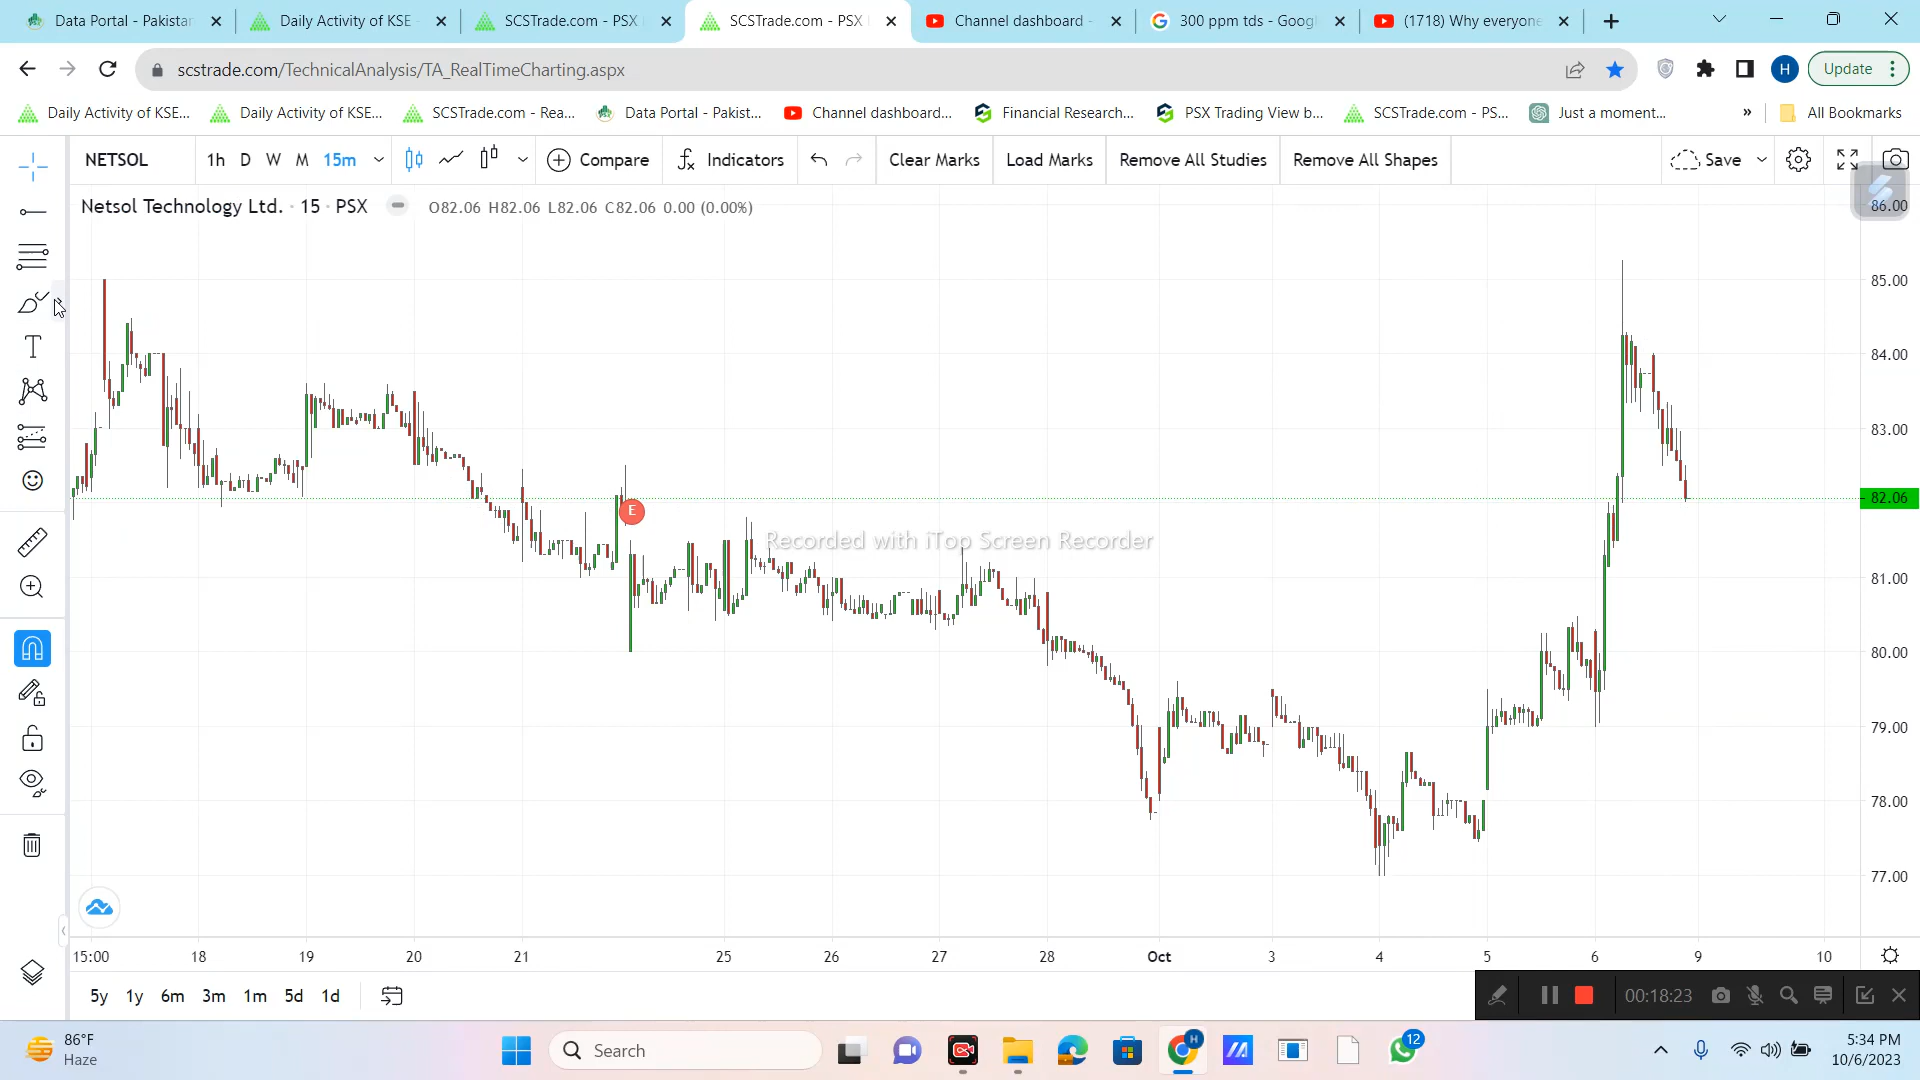 Data Portal - Pakistan
Daily Activity of KSE -
SCSTrade.com - PSX
SCSTrade.com - PSX
Channel dashboard -
300 ppm tds - Googl
(1718) Why everyone
scstrade.com/TechnicalAnalysis/TA_RealTimeCharting.aspx
H
Update
Daily Activity of KSE...
Daily Activity of KSE...
SCSTrade.com - Rea...
Data Portal - Pakist...
Channel dashboard...
Financial Research...
PSX Trading View b...
SCSTrade.com - PS...
Just a moment...
»
All Bookmarks
NETSOL
1h D W M 15m
Compare
Indicators
Clear Marks
Load Marks
Remove All Studies
Remove All Shapes
Save
Netsol Technology Ltd. · 15 · PSX
O82.06 H82.06 L82.06 C82.06 0.00 (0.00%)
86.00
85.00
84.00
83.00
82.06
81.00
80.00
79.00
78.00
77.00
E
Recorded with iTop Screen Recorder
15:00 18 19 20 21 25 26 27 28 Oct 3 4 5 6 9 10
5y 1y 6m 3m 1m 5d 1d
00:18:23
86°F
Haze
Search
H
12
5:34 PM
10/6/2023